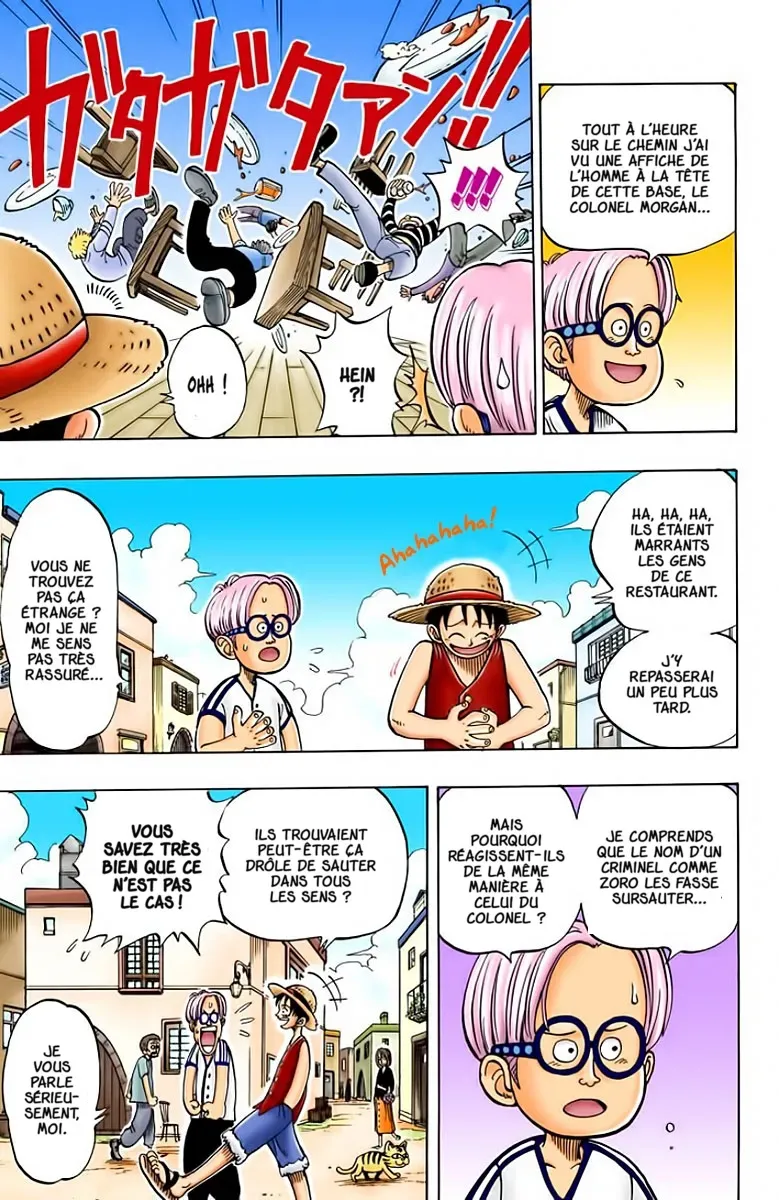 TOUT À L'HEURE
SUR LE CHEMIN J'AI
VU UNE AFFICHE DE
L'HOMME À LA TÊTE
DE CETTE BASE, LE
COLONEL MORGAN...
ガタガタアン!!
!!!
HEIN
?!
OHH !
HA, HA, HA,
ILS ÉTAIENT
MARRANTS
LES GENS
DE CE
RESTAURANT.
J'Y
REPASSERAI
UN PEU PLUS
TARD.
Ahahahaha!
VOUS NE
TROUVEZ
PAS ÇA
ÉTRANGE ?
MOI JE NE
ME SENS
PAS TRÈS
RASSURÉ...
JE COMPRENDS
QUE LE NOM D'UN
CRIMINEL COMME
ZORO LES FASSE
SURSAUTER...
MAIS
POURQUOI
RÉAGISSENT-ILS
DE LA MÊME
MANIÈRE À
CELUI DU
COLONEL ?
ILS TROUVAIENT
PEUT-ÊTRE ÇA
DRÔLE DE SAUTER
DANS TOUS
LES SENS ?
VOUS
SAVEZ TRÈS
BIEN QUE CE
N'EST PAS
LE CAS !
JE
VOUS
PARLE
SÉRIEU-
SEMENT,
MOI.